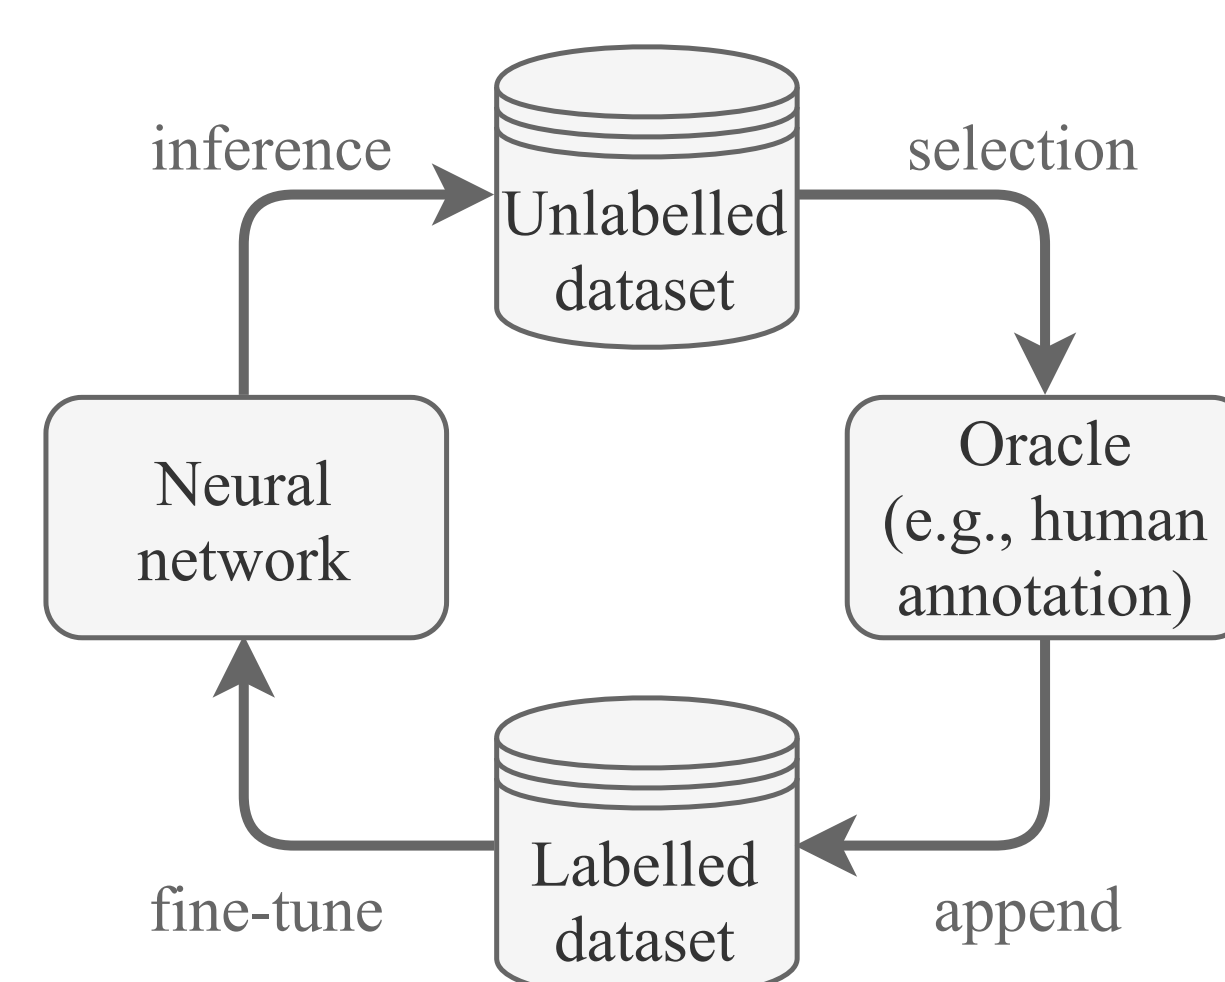 inference
selection
Unlabelled
dataset
Neural
network
Oracle
(e.g., human
annotation)
Labelled
dataset
fine-tune
append